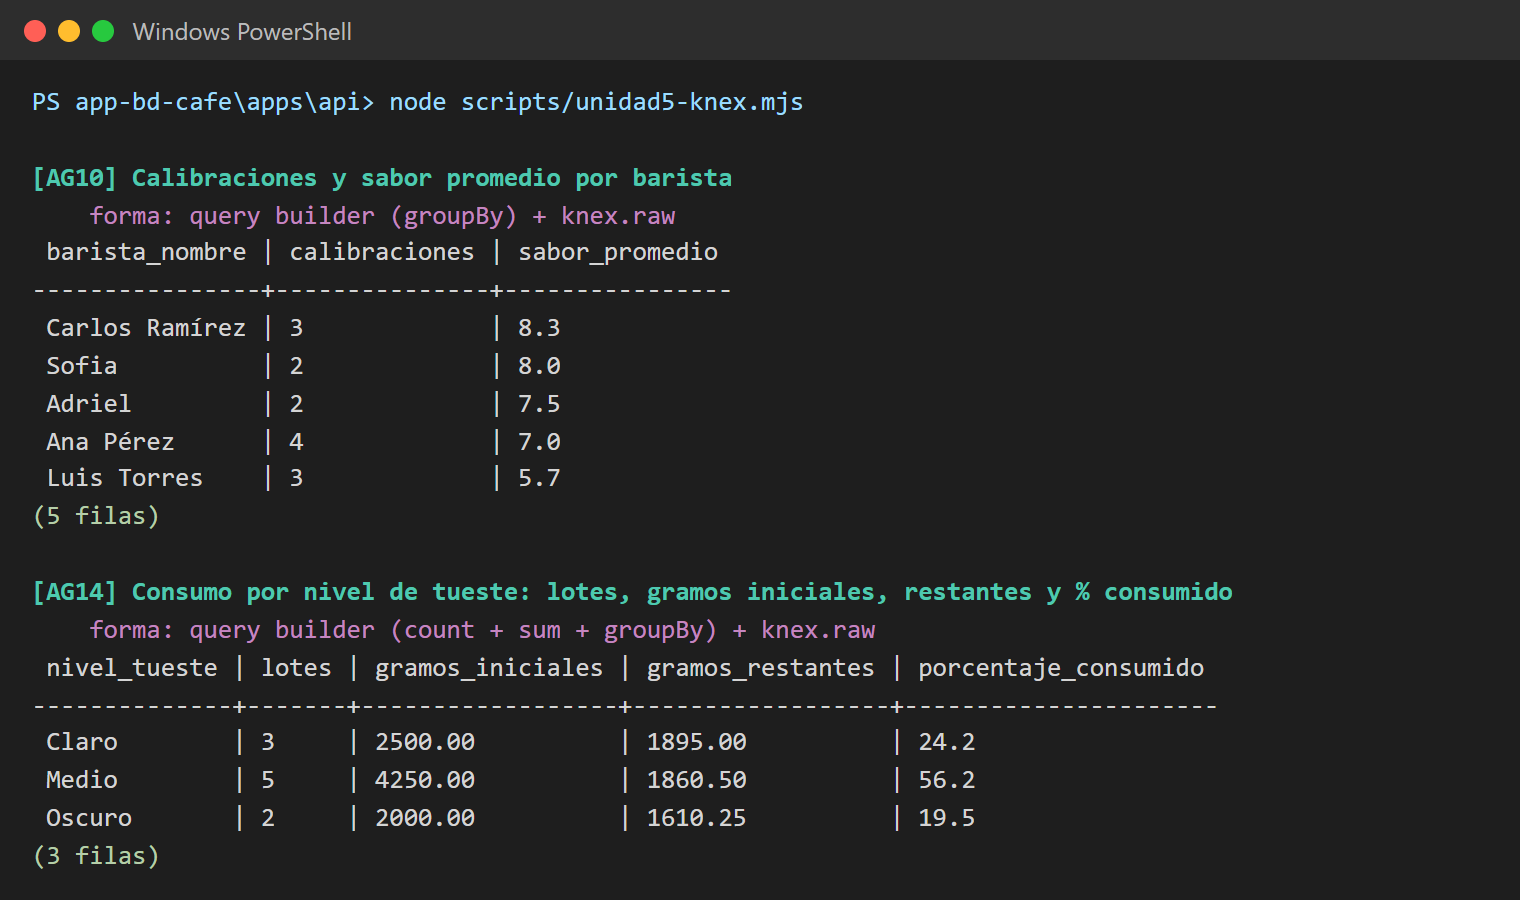 Windows PowerShell
PS app-bd-cafe\apps\api> node scripts/unidad5-knex.mjs
[AG10] Calibraciones y sabor promedio por barista
    forma: query builder (groupBy) + knex.raw
 barista_nombre | calibraciones | sabor_promedio
----------------+---------------+----------------
 Carlos Ramírez | 3             | 8.3
 Sofia          | 2             | 8.0
 Adriel         | 2             | 7.5
 Ana Pérez      | 4             | 7.0
 Luis Torres    | 3             | 5.7
(5 filas)
[AG14] Consumo por nivel de tueste: lotes, gramos iniciales, restantes y % consumido
    forma: query builder (count + sum + groupBy) + knex.raw
 nivel_tueste | lotes | gramos_iniciales | gramos_restantes | porcentaje_consumido
--------------+-------+------------------+------------------+----------------------
 Claro        | 3     | 2500.00          | 1895.00          | 24.2
 Medio        | 5     | 4250.00          | 1860.50          | 56.2
 Oscuro       | 2     | 2000.00          | 1610.25          | 19.5
(3 filas)